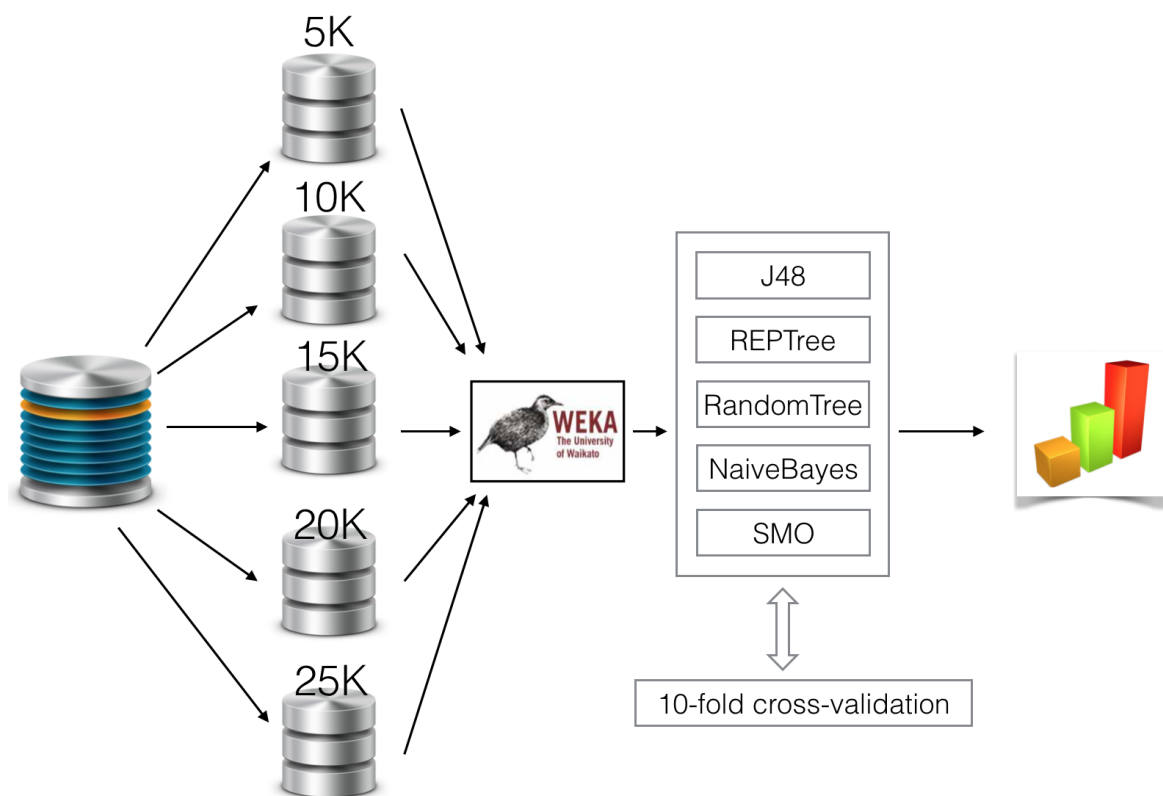 5K
10K
15K
20K
25K
WEKA
The University
of Waikato
J48
REPTree
RandomTree
NaiveBayes
SMO
10-fold cross-validation